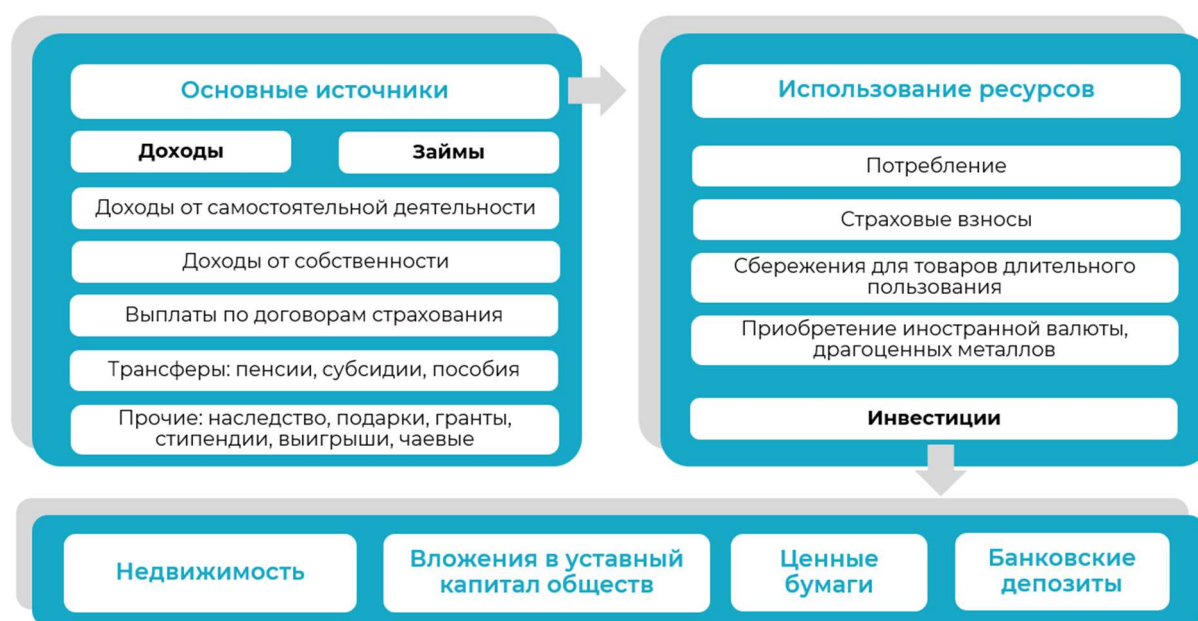 Основные источники
Доходы
Займы
Доходы от самостоятельной деятельности
Доходы от собственности
Выплаты по договорам страхования
Трансферы: пенсии, субсидии, пособия
Прочие: наследство, подарки, гранты,
стипендии, выигрыши, чаевые
Использование ресурсов
Потребление
Страховые взносы
Сбережения для товаров длительного
пользования
Приобретение иностранной валюты,
драгоценных металлов
Инвестиции
Недвижимость
Вложения в уставный
капитал обществ
Ценные
бумаги
Банковские
депозиты